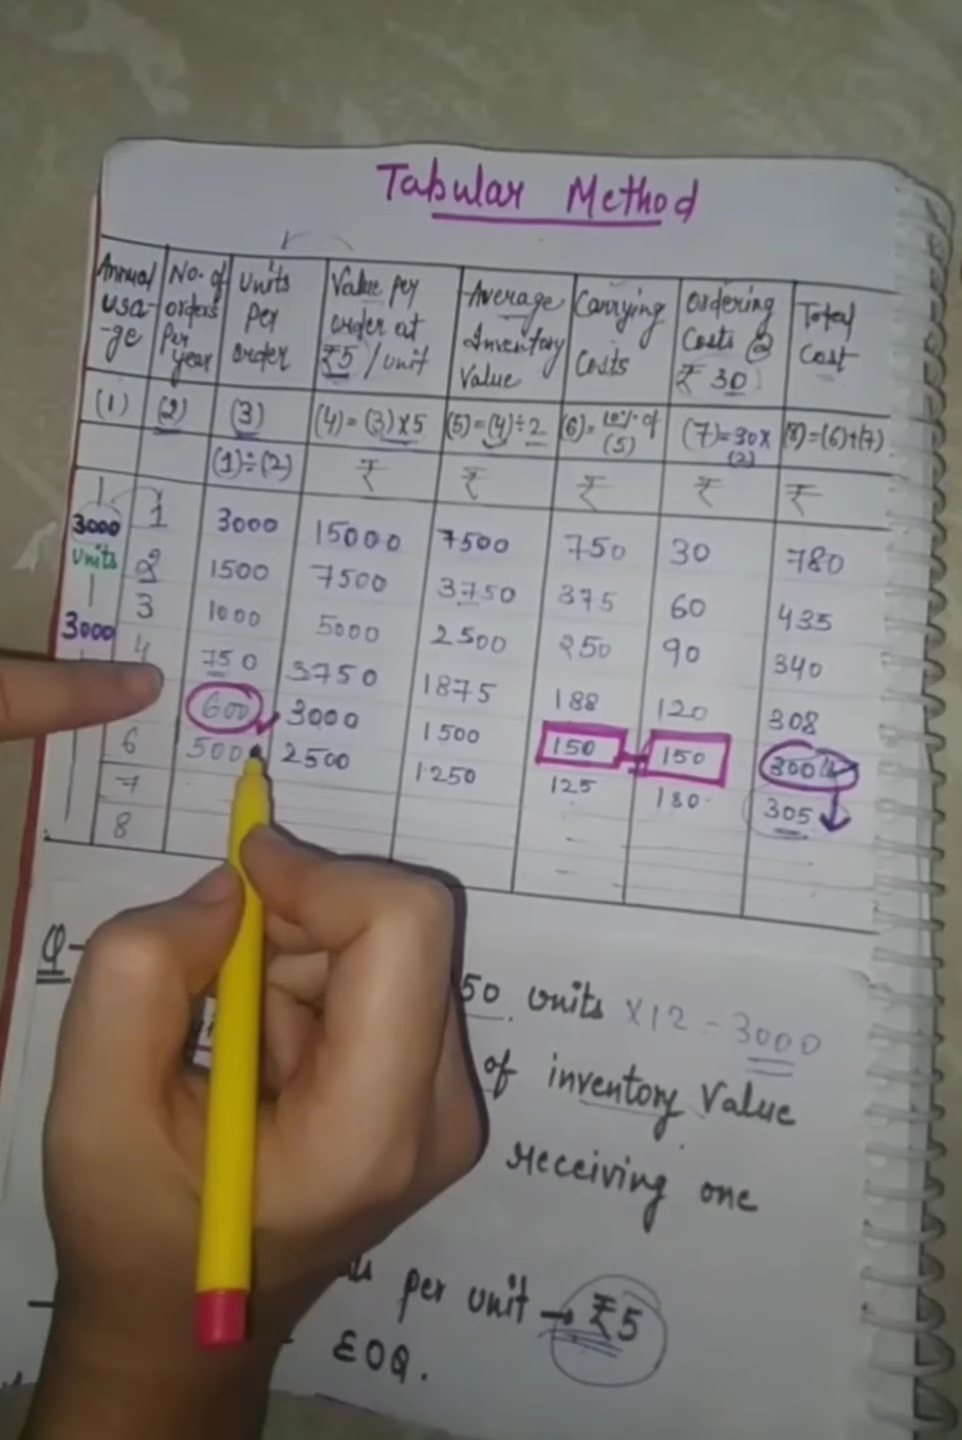 Tabular Method
Annual usa-ge
No. of orders Per year
Units Per order
Value per order at ₹5/unit
Average Inventory Value
Carrying Costs
Ordering Costs @ ₹ 30
Total Cost
(1) (2) (3) (4)=(3)×5 (5)=(4)÷2 (6)=10% of (5) (7)=30×(2) (8)=(6)+(7)
(1)÷(2) ₹ ₹ ₹ ₹ ₹
3000 1 3000 15000 7500 750 30 780
units 2 1500 7500 3750 375 60 435
3 1000 5000 2500 250 90 340
3000 4 750 3750 1875 188 120 308
600 3000 1500 150 150 300
6 500 2500 1250 125 180 305
7
8
Q-
50 units ×12 - 3000
of inventory Value
receiving one
per unit → ₹5
EOQ.